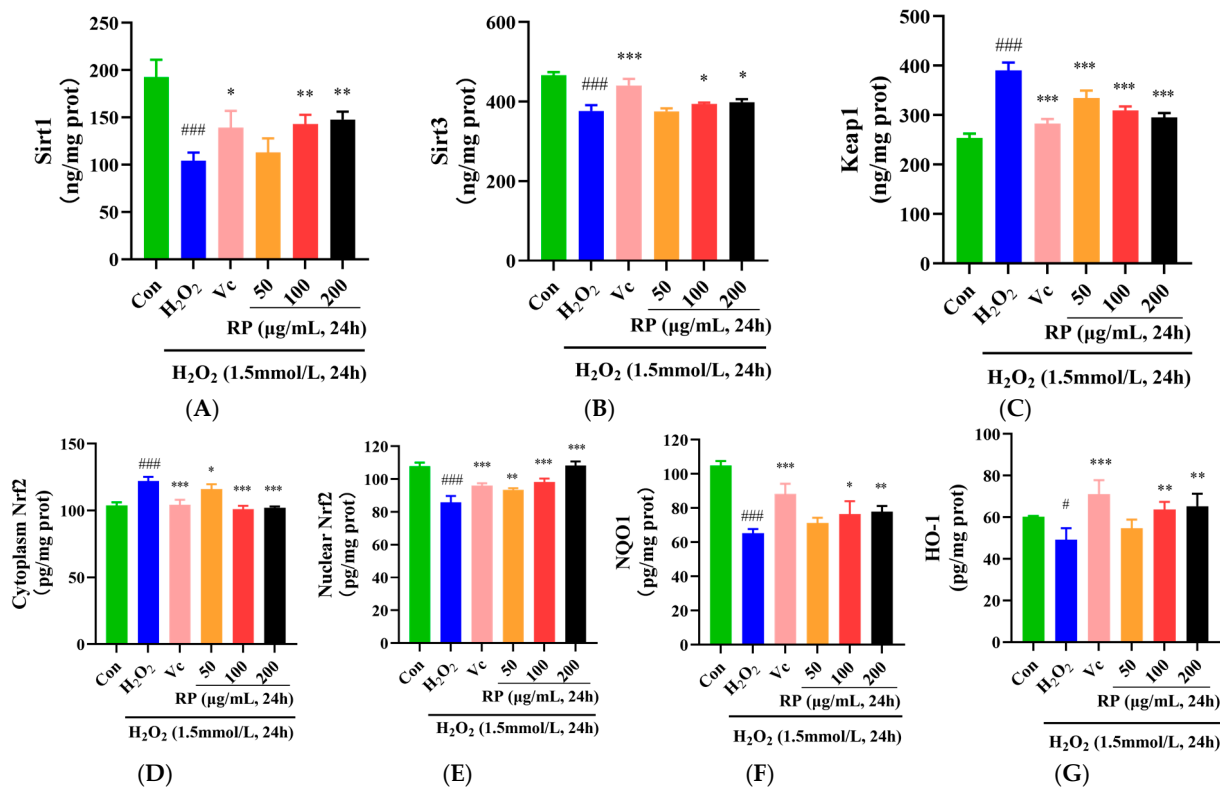 Sirt1
(ng/mg prot)
250
200
150
100
50
0
###
*
**
**
Con
H₂O₂
Vc
50
100
200
RP (μg/mL, 24h)
H₂O₂ (1.5mmol/L, 24h)
(A)
Sirt3
(ng/mg prot)
600
400
200
0
###
***
*
*
Con
H₂O₂
Vc
50
100
200
RP (μg/mL, 24h)
H₂O₂ (1.5mmol/L, 24h)
(B)
Keap1
(ng/mg prot)
500
400
300
200
300
0
###
***
***
***
***
Con
H₂O₂
Vc
50
100
200
RP (μg/mL, 24h)
H₂O₂ (1.5mmol/L, 24h)
(C)
Cytoplasm Nrf2
(pg/mg prot)
150
100
50
0
###
***
*
***
***
Con
H₂O₂
Vc
50
100
200
RP (μg/mL, 24h)
H₂O₂ (1.5mmol/L, 24h)
(D)
Nuclear Nrf2
(pg/mg prot)
120
100
80
60
40
20
0
###
***
**
***
***
Con
H₂O₂
Vc
50
100
200
RP (μg/mL, 24h)
H₂O₂ (1.5mmol/L, 24h)
(E)
NQO1
(pg/mg prot)
120
100
80
60
40
20
0
###
***
*
**
Con
H₂O₂
Vc
50
100
200
RP (μg/mL, 24h)
H₂O₂ (1.5mmol/L, 24h)
(F)
HO-1
(pg/mg prot)
100
80
60
40
20
0
#
***
**
**
Con
H₂O₂
Vc
50
100
200
RP (μg/mL, 24h)
H₂O₂ (1.5mmol/L, 24h)
(G)